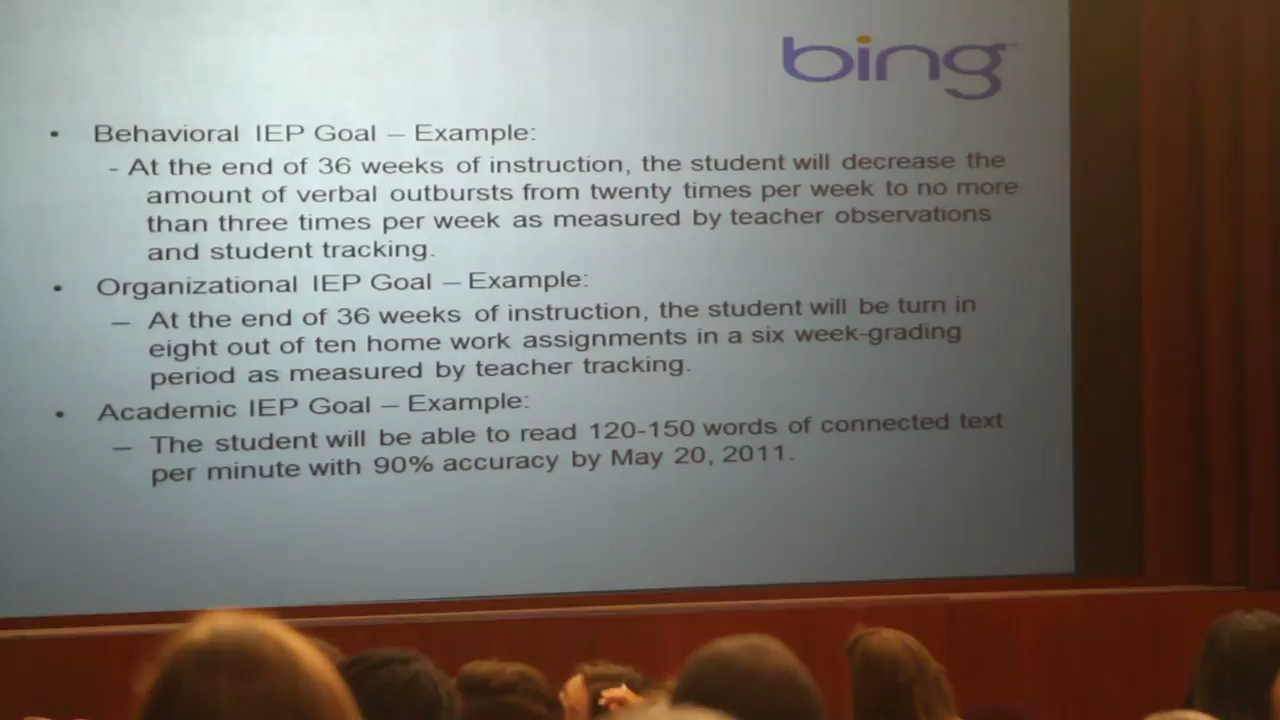 bing
• Behavioral IEP Goal – Example:
- At the end of 36 weeks of instruction, the student will decrease the
amount of verbal outbursts from twenty times per week to no more
than three times per week as measured by teacher observations
and student tracking.
• Organizational IEP Goal – Example:
– At the end of 36 weeks of instruction, the student will be turn in
eight out of ten home work assignments in a six week-grading
period as measured by teacher tracking.
• Academic IEP Goal – Example:
– The student will be able to read 120-150 words of connected text
per minute with 90% accuracy by May 20, 2011.